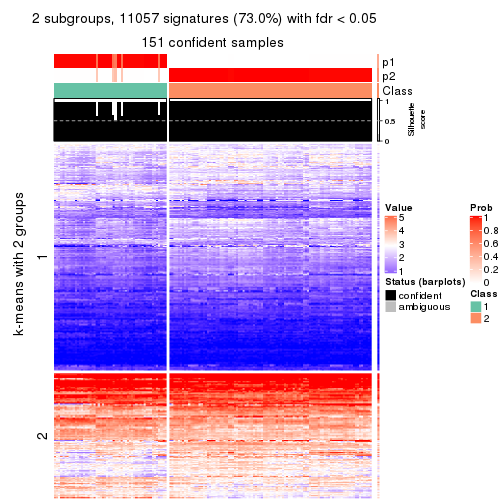 2 subgroups, 11057 signatures (73.0%) with fdr < 0.05
151 confident samples
p1
p2
Class
1
0.5
0
Silhouette
score
k-means with 2 groups
1
2
Value
5
4
3
2
1
Status (barplots)
confident
ambiguous
Prob
1
0.8
0.6
0.4
0.2
0
Class
1
2